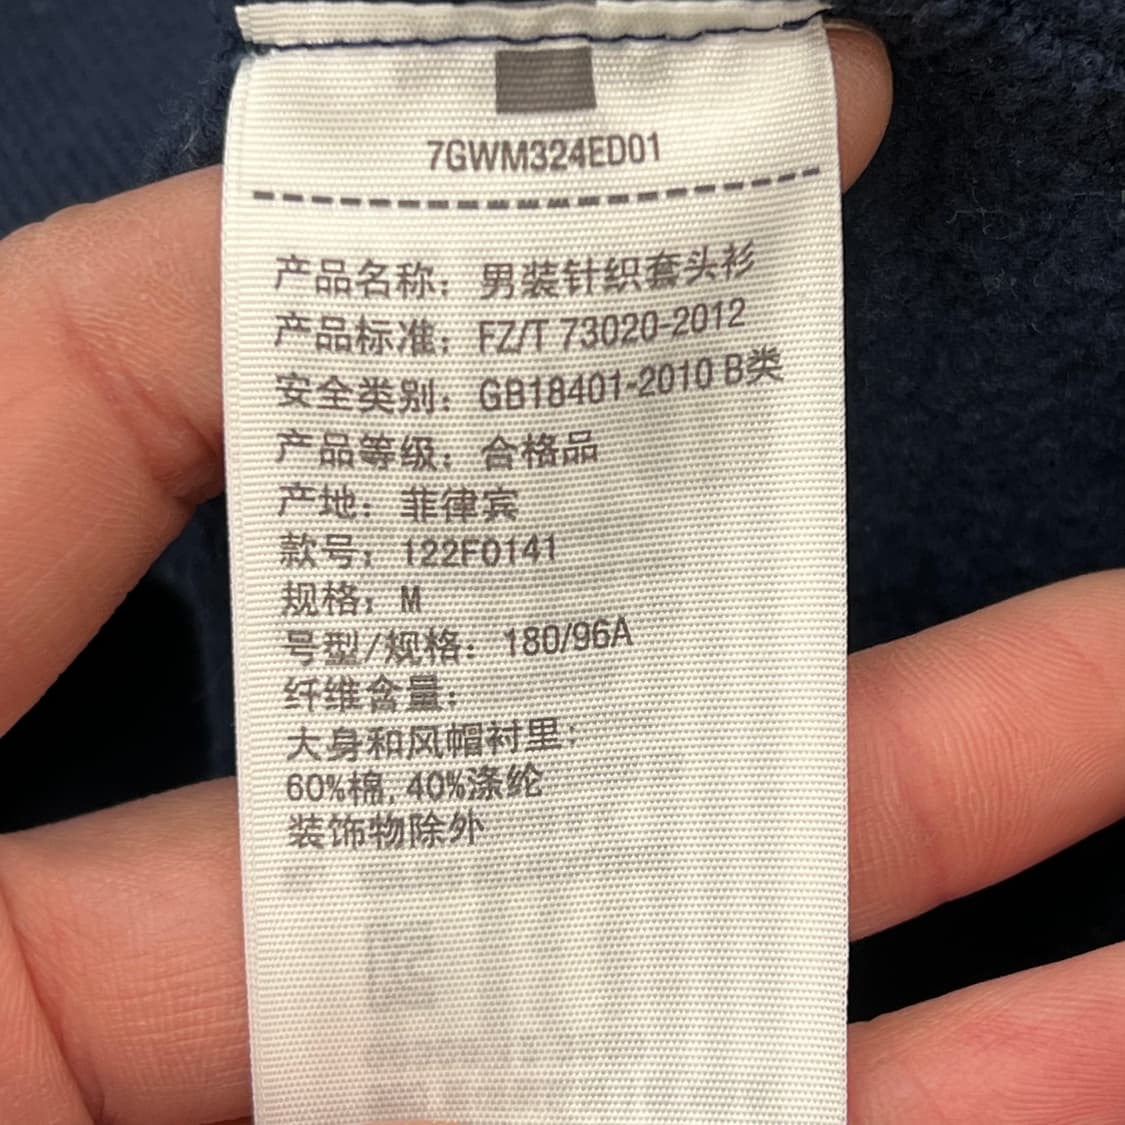 7GWM324ED01
产品名称：男装针织套头衫
产品标准：FZ/T 73020-2012
安全类别：GB18401-2010 B类
产品等级：合格品
产地：菲律宾
款号：122F0141
规格：M
号型/规格：180/96A
纤维含量：
大身和风帽衬里：
60%棉, 40%涤纶
装饰物除外